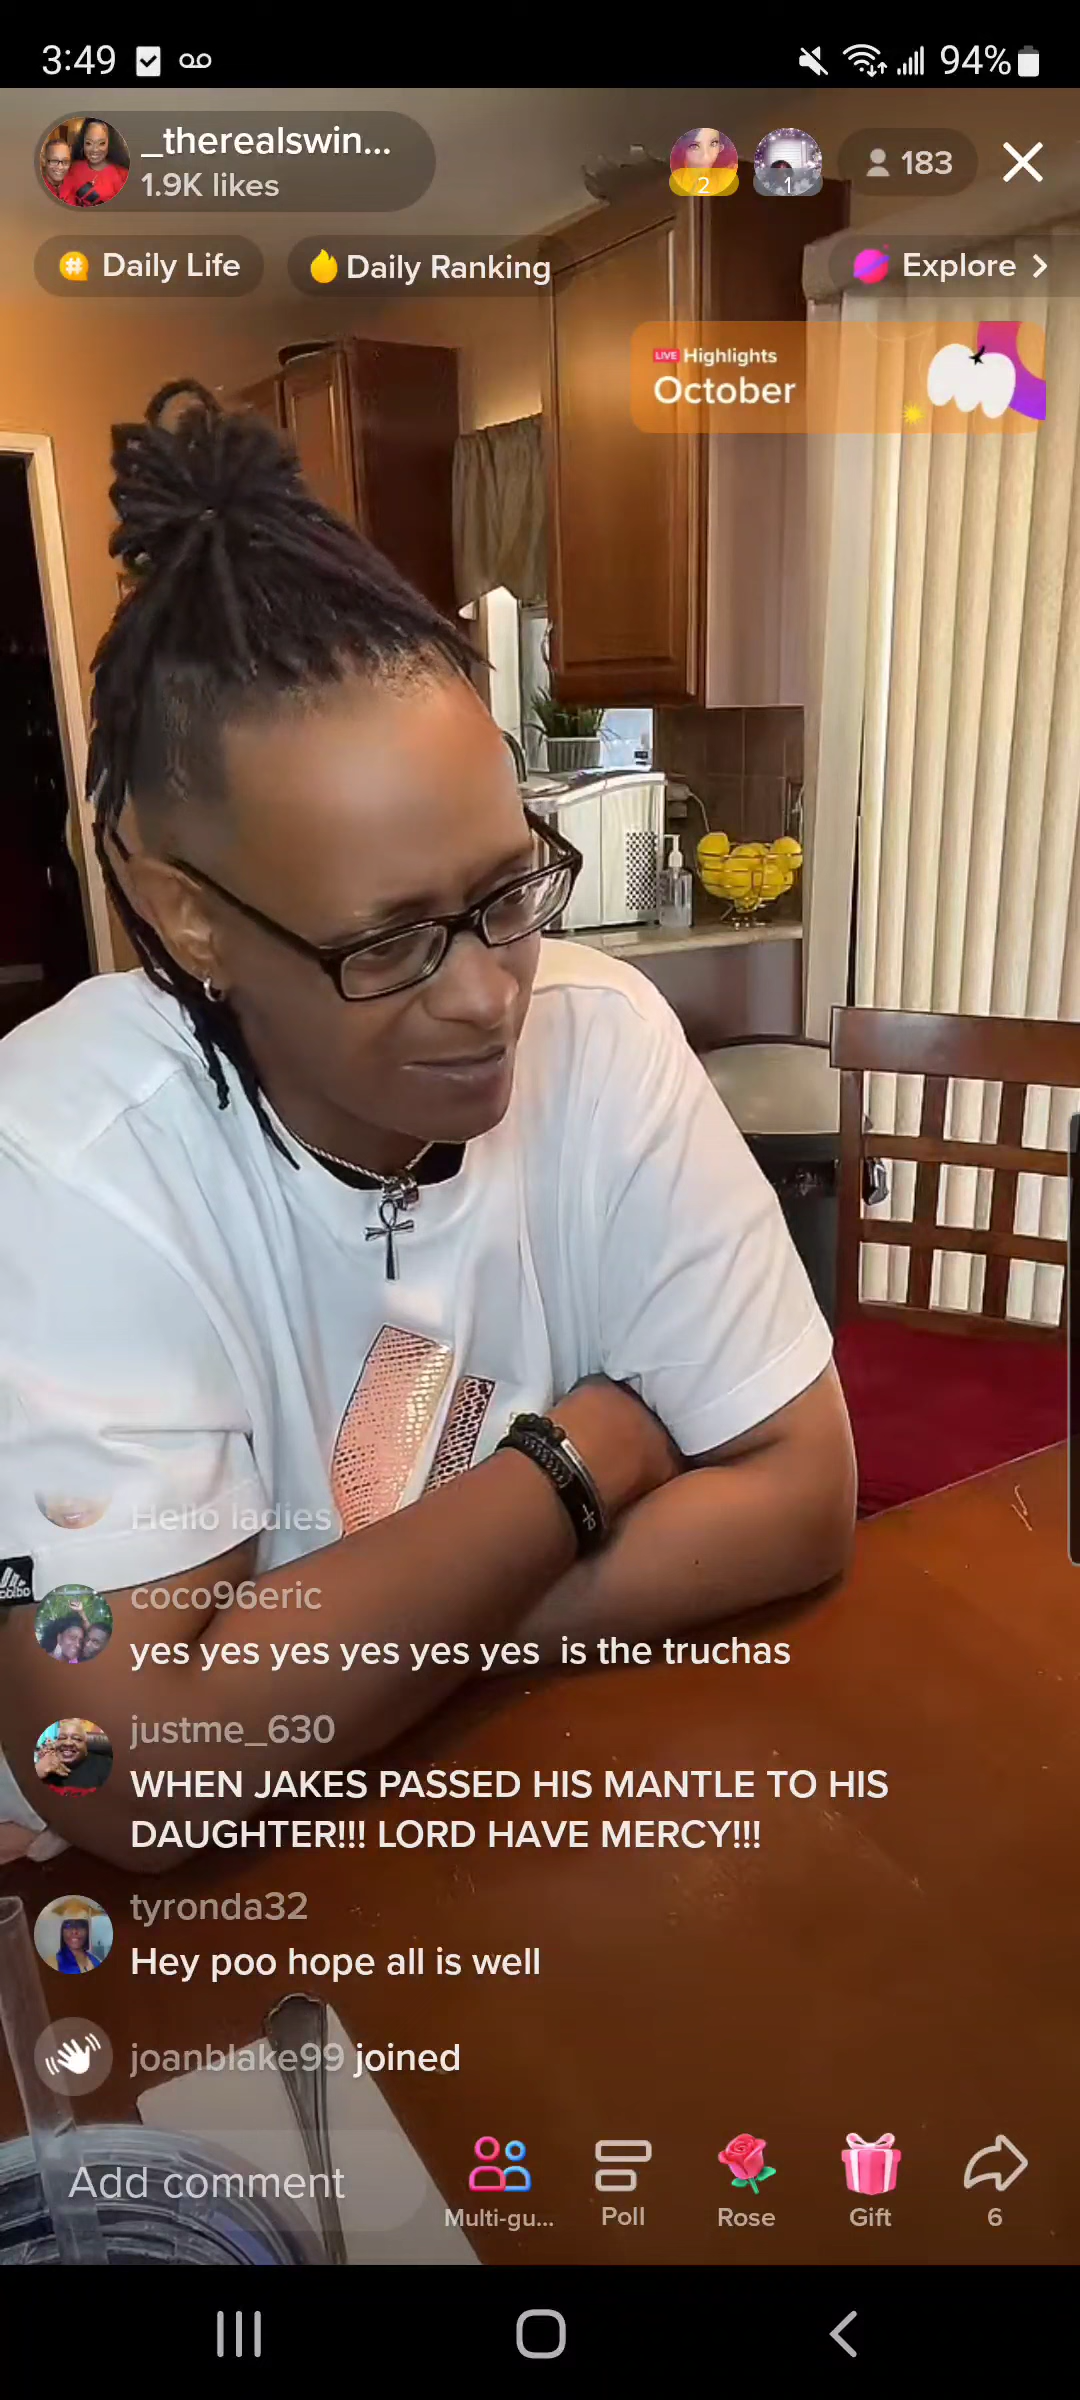 3:49
94%
_therealswin...
1.9K likes
2
1
183
Daily Life
Daily Ranking
Explore
LIVE Highlights
October
Hello ladies
coco96eric
yes yes yes yes yes yes is the truchas
justme_630
WHEN JAKES PASSED HIS MANTLE TO HIS
DAUGHTER!!! LORD HAVE MERCY!!!
tyronda32
Hey poo hope all is well
joanblake99 joined
Add comment
Multi-gu...
Poll
Rose
Gift
6